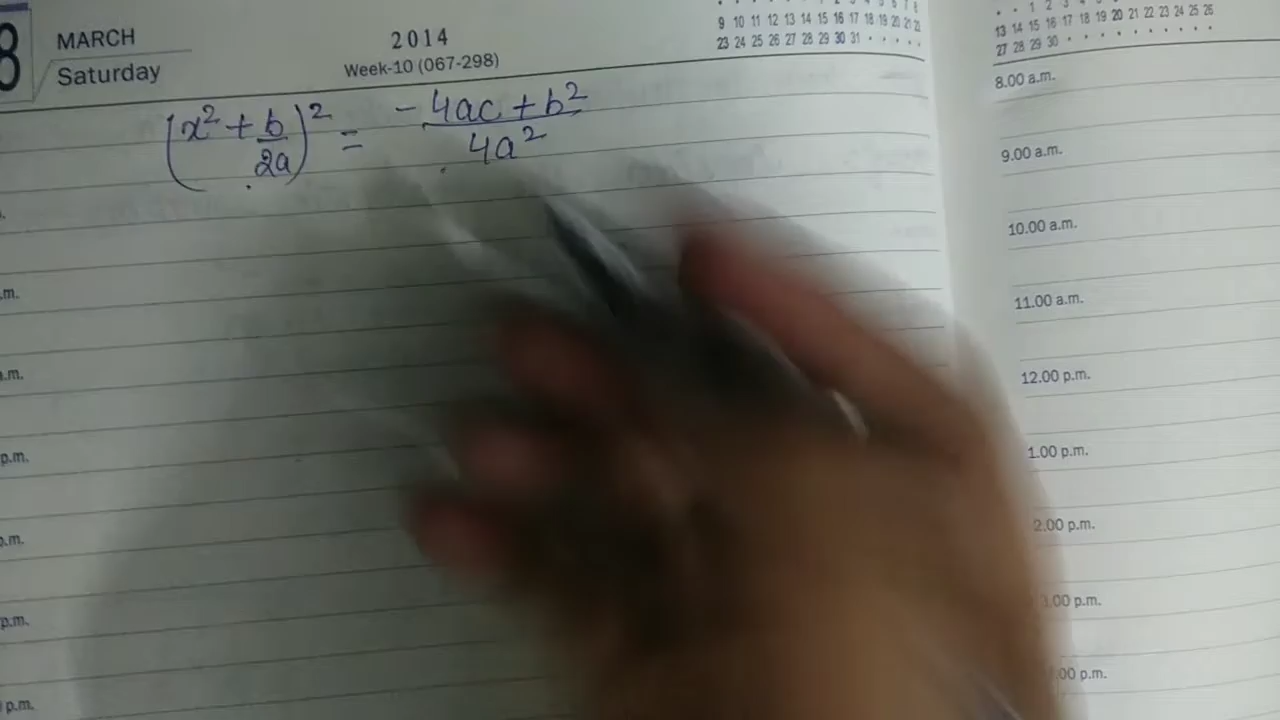 8
MARCH
Saturday
2014
Week-10 (067-298)
9 10 11 12 13 14 15 16 17 18 19 20 21 22
23 24 25 26 27 28 29 30 31
13 14 15 16 17 18 19 20 21 22 23 24 25 26
27 28 29 30
(x² + b/2a)² = -4ac + b²/4a²
8.00 a.m.
9.00 a.m.
10.00 a.m.
11.00 a.m.
12.00 p.m.
1.00 p.m.
2.00 p.m.
3.00 p.m.
00 p.m.
.m.
a.m.
p.m.
p.m.
p.m.
p.m.